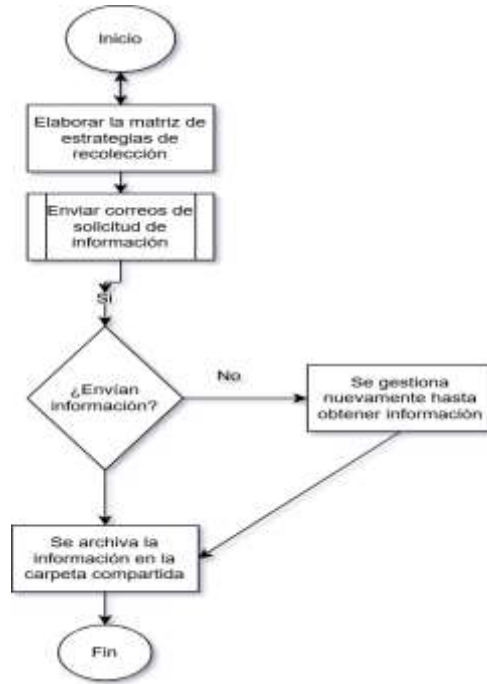 Inicio
Elaborar la matriz de
estrategias de
recolección
Enviar correos de
solicitud de
información
Si
¿Envían
información?
No
Se gestiona
nuevamente hasta
obtener información
Se archiva la
información en la
carpeta compartida
Fin